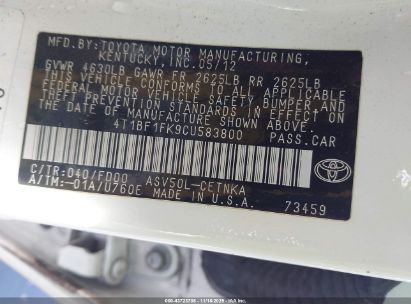 MFD.BY:TOYOTA MOTOR MANUFACTURING,
KENTUCKY,INC. 05/12
GVWR 4630LB GAWR FR 2625LB RR 2625LB
THIS VEHICLE CONFORMS TO ALL APPLICABLE
FEDERAL MOTOR VEHICLE SAFETY, BUMPER, AND
THEFT PREVENTION STANDARDS IN EFFECT ON
THE DATE OF MANUFACTURE SHOWN ABOVE.
4T1BF1FK9CU583800 PASS.CAR
C/TR:040/FD00 ASV50L-CETNKA
A/TM:-01A/U760E MADE IN U.S.A.
TOYOTA
73459